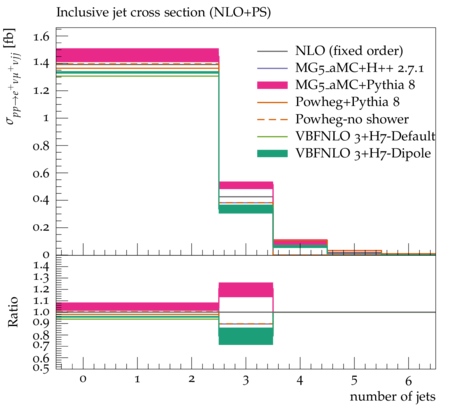 Inclusive jet cross section (NLO+PS)
σpp→e+νμ+νjj [fb]
NLO (fixed order)
MG5_aMC+H++ 2.7.1
MG5_aMC+Pythia 8
Powheg+Pythia 8
Powheg-no shower
VBFNLO 3+H7-Default
VBFNLO 3+H7-Dipole
1.6
1.4
1.2
1.0
0.8
0.6
0.4
0.2
0
Ratio
1.4
1.3
1.2
1.1
1.0
0.9
0.8
0.7
0.6
0.5
0 1 2 3 4 5 6
number of jets